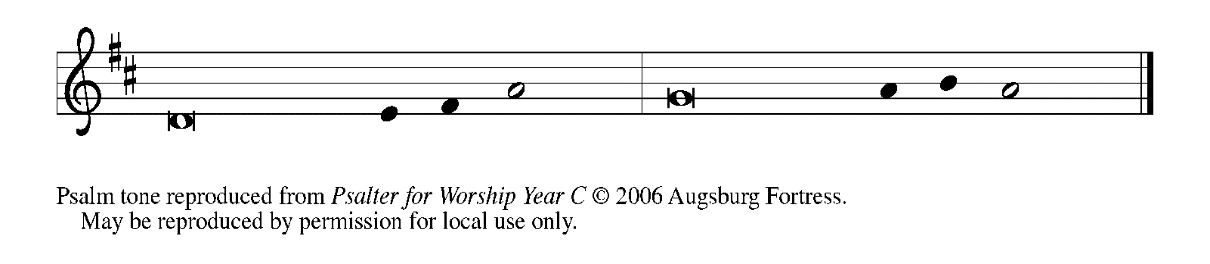 Psalm tone reproduced from Psalter for Worship Year C © 2006 Augsburg Fortress.
May be reproduced by permission for local use only.